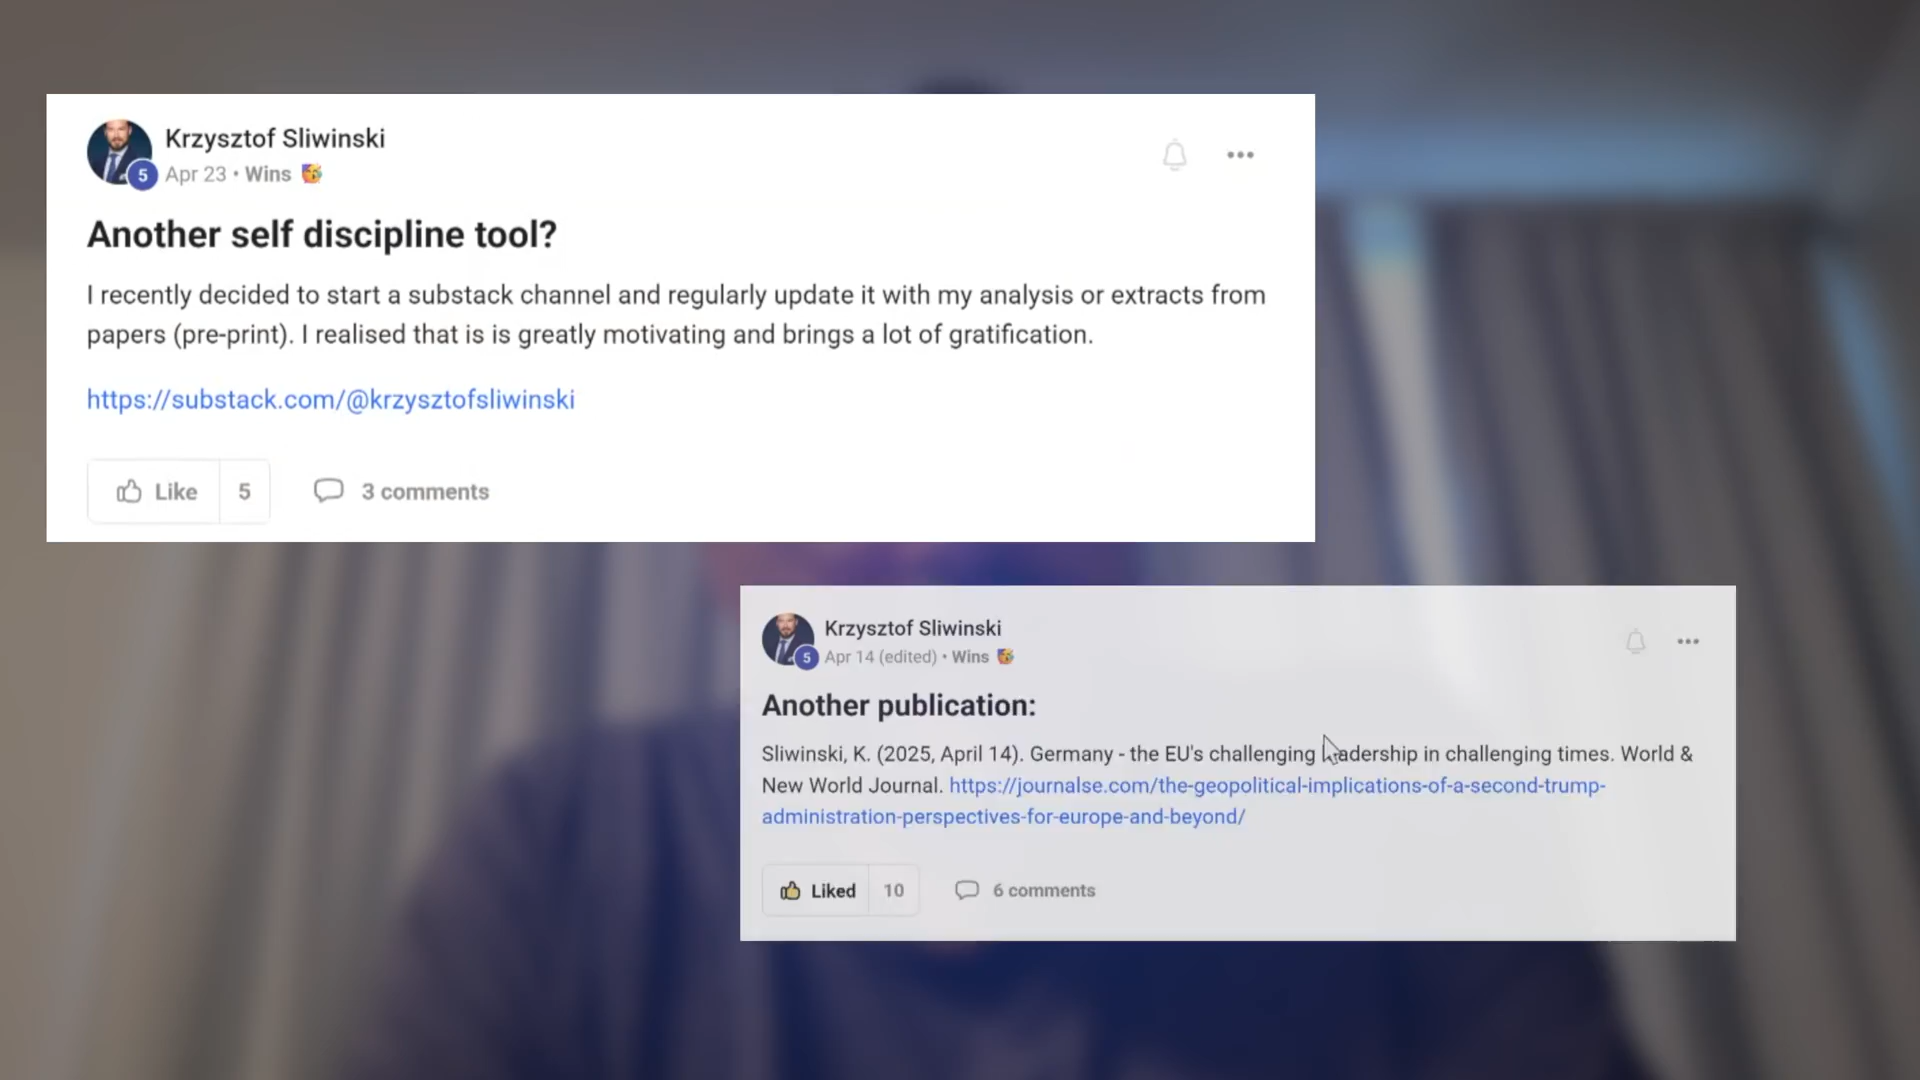 Krzysztof Sliwinski
5
Apr 23 • Wins
Another self discipline tool?
I recently decided to start a substack channel and regularly update it with my analysis or extracts from
papers (pre-print). I realised that is is greatly motivating and brings a lot of gratification.
https://substack.com/@krzysztofsliwinski
Like 5 3 comments
Krzysztof Sliwinski
5
Apr 14 (edited) • Wins
Another publication:
Sliwinski, K. (2025, April 14). Germany - the EU's challenging leadership in challenging times. World &
New World Journal. https://journalse.com/the-geopolitical-implications-of-a-second-trump-
administration-perspectives-for-europe-and-beyond/
Liked 10 6 comments